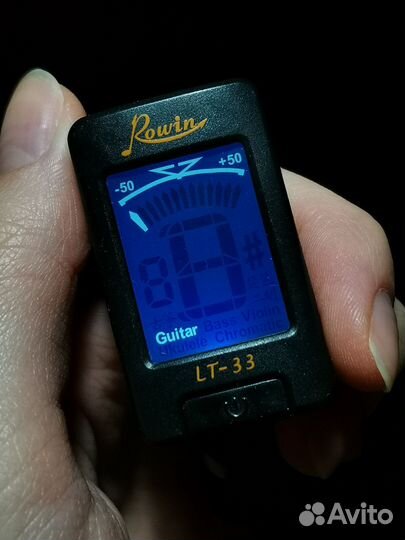 Rowin
-50 +50
Guitar Bass Violin
Ukulele Chromatic
LT-33
Avito